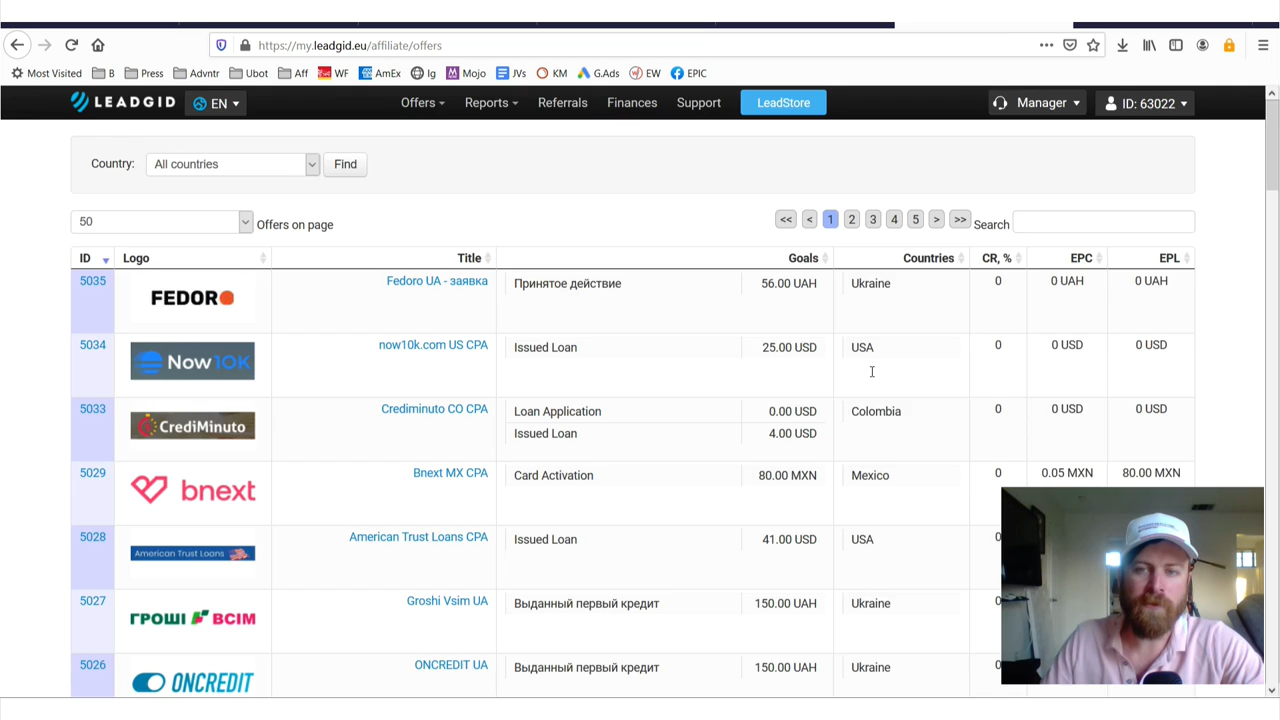 https://my.leadgid.eu/affiliate/offers
Most Visited B Press Advntr Ubot Aff WF AmEx Ig Mojo JVs KM G.Ads EW EPIC
LEADGID EN Offers Reports Referrals Finances Support LeadStore Manager ID: 63022
Country: All countries Find
50 Offers on page << < 1 2 3 4 5 > >> Search
ID Logo Title Goals Countries CR, % EPC EPL
5035 FEDORO Fedoro UA - заявка Принятое действие 56.00 UAH Ukraine 0 0 UAH 0 UAH
5034 Now10K now10k.com US CPA Issued Loan 25.00 USD USA 0 0 USD 0 USD
5033 CrediMinuto Crediminuto CO CPA Loan Application 0.00 USD Colombia 0 0 USD 0 USD
Issued Loan 4.00 USD
5029 bnext Bnext MX CPA Card Activation 80.00 MXN Mexico 0 0.05 MXN 80.00 MXN
5028 American Trust Loans American Trust Loans CPA Issued Loan 41.00 USD USA 0
5027 ГРОШІ ВСІМ Groshi Vsim UA Выданный первый кредит 150.00 UAH Ukraine 0
5026 ONCREDIT ONCREDIT UA Выданный первый кредит 150.00 UAH Ukraine 0